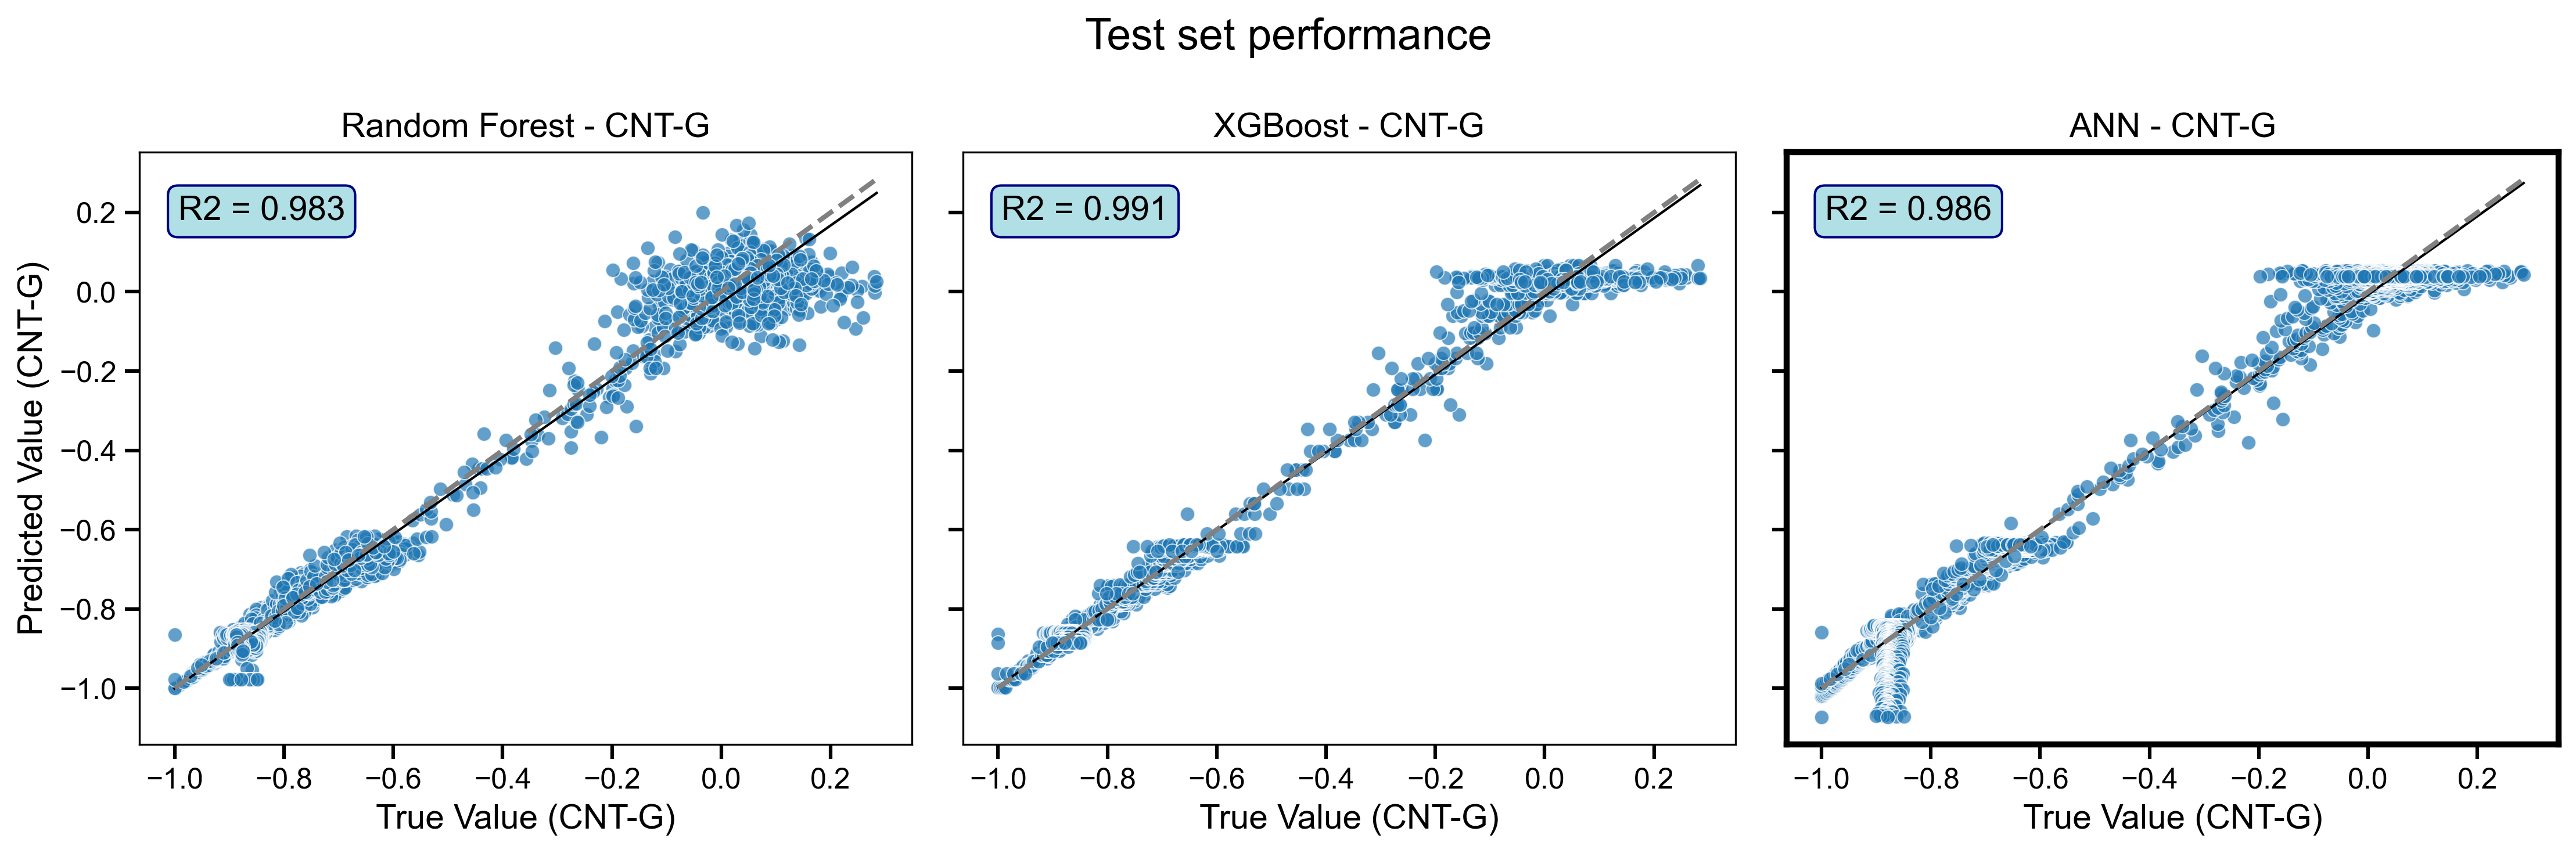 Test set performance
Random Forest - CNT-G
XGBoost - CNT-G
ANN - CNT-G
R2 = 0.983
R2 = 0.991
R2 = 0.986
Predicted Value (CNT-G)
0.2
0.0
−0.2
−0.4
−0.6
−0.8
−1.0
−1.0 −0.8 −0.6 −0.4 −0.2 0.0 0.2
−1.0 −0.8 −0.6 −0.4 −0.2 0.0 0.2
−1.0 −0.8 −0.6 −0.4 −0.2 0.0 0.2
True Value (CNT-G)
True Value (CNT-G)
True Value (CNT-G)